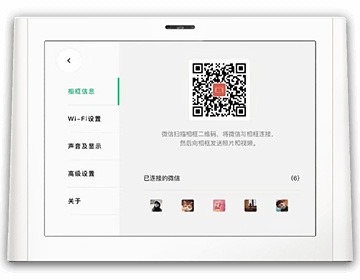 相框信息
Wi-Fi设置
声音及显示
高级设置
关于
微信扫描相框二维码，将微信与相框连接，
然后向相框发送照片和视频。
已连接的微信 (6)